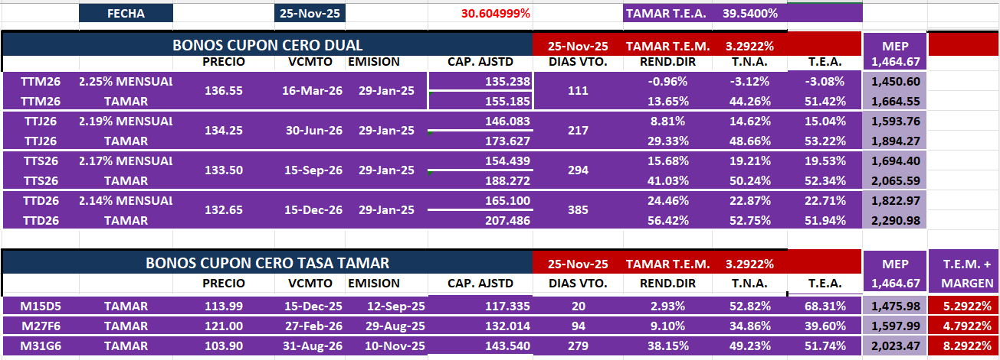 FECHA 25-Nov-25 30.604999% TAMAR T.E.A. 39.5400%
BONOS CUPON CERO DUAL 25-Nov-25 TAMAR T.E.M. 3.2922% MEP
PRECIO VCMTO EMISION CAP. AJSTD DIAS VTO. REND.DIR T.N.A. T.E.A. 1,464.67
TTM26 2.25% MENSUAL 135.238 -0.96% -3.12% -3.08% 1,450.60
136.55 16-Mar-26 29-Jan-25 111
TTM26 TAMAR 155.185 13.65% 44.26% 51.42% 1,664.55
TTJ26 2.19% MENSUAL 146.083 8.81% 14.62% 15.04% 1,593.76
134.25 30-Jun-26 29-Jan-25 217
TTJ26 TAMAR 173.627 29.33% 48.66% 53.22% 1,894.27
TTS26 2.17% MENSUAL 154.439 15.68% 19.21% 19.53% 1,694.40
133.50 15-Sep-26 29-Jan-25 294
TTS26 TAMAR 188.272 41.03% 50.24% 52.34% 2,065.59
TTD26 2.14% MENSUAL 165.100 24.46% 22.87% 22.71% 1,822.97
132.65 15-Dec-26 29-Jan-25 385
TTD26 TAMAR 207.486 56.42% 52.75% 51.94% 2,290.98
BONOS CUPON CERO TASA TAMAR 25-Nov-25 TAMAR T.E.M. 3.2922% MEP T.E.M. +
PRECIO VCMTO EMISION CAP. AJSTD DIAS VTO. REND.DIR T.N.A. T.E.A. 1,464.67 MARGEN
M15D5 TAMAR 113.99 15-Dec-25 12-Sep-25 117.335 20 2.93% 52.82% 68.31% 1,475.98 5.2922%
M27F6 TAMAR 121.00 27-Feb-26 29-Aug-25 132.014 94 9.10% 34.86% 39.60% 1,597.99 4.7922%
M31G6 TAMAR 103.90 31-Aug-26 10-Nov-25 143.540 279 38.15% 49.23% 51.74% 2,023.47 8.2922%